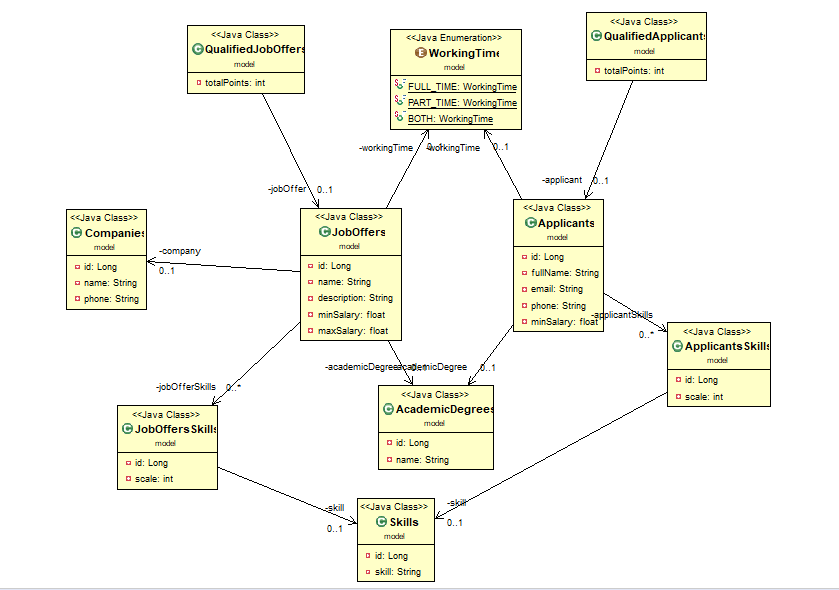 <<Java Class>>
QualifiedJobOffers
model
totalPoints: int
<<Java Enumeration>>
WorkingTime
model
FULL_TIME: WorkingTime
PART_TIME: WorkingTime
BOTH: WorkingTime
<<Java Class>>
QualifiedApplicants
model
totalPoints: int
-workingTime
-workingTime
0..1
-jobOffer
0..1
-applicant
0..1
<<Java Class>>
Companies
model
id: Long
name: String
phone: String
-company
0..1
<<Java Class>>
JobOffers
model
id: Long
name: String
description: String
minSalary: float
maxSalary: float
<<Java Class>>
Applicants
model
id: Long
fullName: String
email: String
phone: String
minSalary: float
-applicantSkills
0..*
<<Java Class>>
ApplicantsSkills
model
id: Long
scale: int
-academicDegree
-academicDegree
0..1
-jobOfferSkills
0..*
<<Java Class>>
JobOffersSkills
model
id: Long
scale: int
<<Java Class>>
AcademicDegrees
model
id: Long
name: String
-skill
0..1
-skill
0..1
<<Java Class>>
Skills
model
id: Long
skill: String